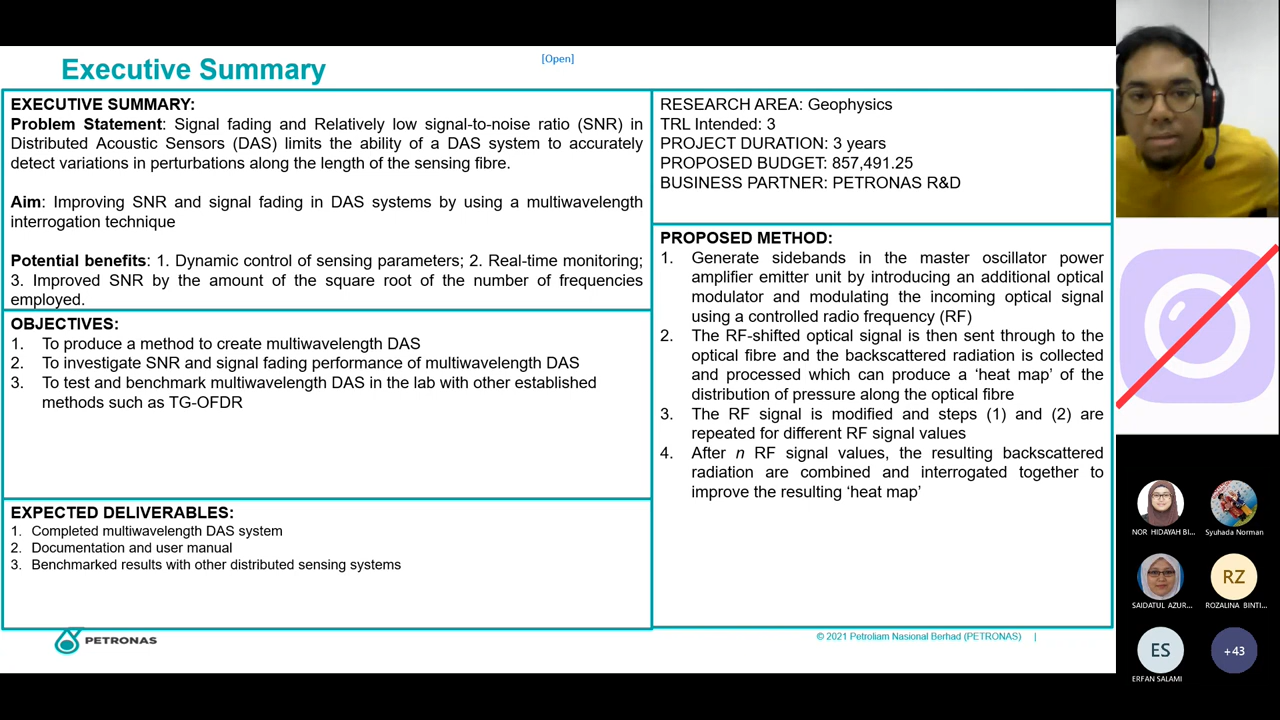 Executive Summary
[Open]
EXECUTIVE SUMMARY:
Problem Statement: Signal fading and Relatively low signal-to-noise ratio (SNR) in
Distributed Acoustic Sensors (DAS) limits the ability of a DAS system to accurately
detect variations in perturbations along the length of the sensing fibre.
Aim: Improving SNR and signal fading in DAS systems by using a multiwavelength
interrogation technique
Potential benefits: 1. Dynamic control of sensing parameters; 2. Real-time monitoring;
3. Improved SNR by the amount of the square root of the number of frequencies
employed.
OBJECTIVES:
1. To produce a method to create multiwavelength DAS
2. To investigate SNR and signal fading performance of multiwavelength DAS
3. To test and benchmark multiwavelength DAS in the lab with other established
methods such as TG-OFDR
EXPECTED DELIVERABLES:
1. Completed multiwavelength DAS system
2. Documentation and user manual
3. Benchmarked results with other distributed sensing systems
RESEARCH AREA: Geophysics
TRL Intended: 3
PROJECT DURATION: 3 years
PROPOSED BUDGET: 857,491.25
BUSINESS PARTNER: PETRONAS R&D
PROPOSED METHOD:
1. Generate sidebands in the master oscillator power
amplifier emitter unit by introducing an additional optical
modulator and modulating the incoming optical signal
using a controlled radio frequency (RF)
2. The RF-shifted optical signal is then sent through to the
optical fibre and the backscattered radiation is collected
and processed which can produce a ‘heat map’ of the
distribution of pressure along the optical fibre
3. The RF signal is modified and steps (1) and (2) are
repeated for different RF signal values
4. After n RF signal values, the resulting backscattered
radiation are combined and interrogated together to
improve the resulting ‘heat map’
PETRONAS
© 2021 Petroliam Nasional Berhad (PETRONAS) |
NOR HIDAYAH BI...
Syuhada Norman
SAIDATUL AZUR...
RZ
ROZALINA BINTI...
ES
ERFAN SALAMI
+43